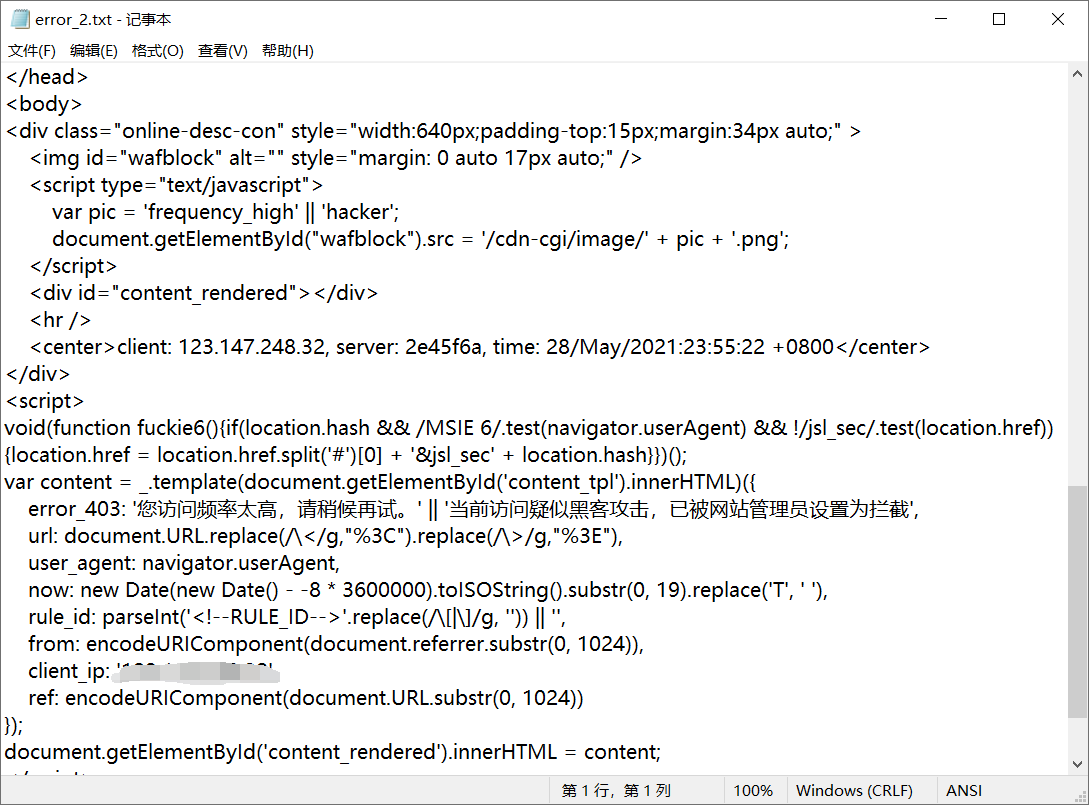 error_2.txt - 记事本
文件(F) 编辑(E) 格式(O) 查看(V) 帮助(H)
</head>
<body>
<div class="online-desc-con" style="width:640px;padding-top:15px;margin:34px auto;" >
    <img id="wafblock" alt="" style="margin: 0 auto 17px auto;" />
    <script type="text/javascript">
        var pic = 'frequency_high' || 'hacker';
        document.getElementById("wafblock").src = '/cdn-cgi/image/' + pic + '.png';
    </script>
    <div id="content_rendered"></div>
    <hr />
    <center>client: 123.147.248.32, server: 2e45f6a, time: 28/May/2021:23:55:22 +0800</center>
</div>
<script>
void(function fuckie6(){if(location.hash && /MSIE 6/.test(navigator.userAgent) && !/jsl_sec/.test(location.href))
{location.href = location.href.split('#')[0] + '&jsl_sec' + location.hash}})();
var content = _.template(document.getElementById('content_tpl').innerHTML)({
    error_403: '您访问频率太高，请稍候再试。' || '当前访问疑似黑客攻击，已被网站管理员设置为拦截',
    url: document.URL.replace(/\</g,"%3C").replace(/\>/g,"%3E"),
    user_agent: navigator.userAgent,
    now: new Date(new Date() - -8 * 3600000).toISOString().substr(0, 19).replace('T', ' '),
    rule_id: parseInt('<!--RULE_ID-->'.replace(/\[|\]/g, '')) || '',
    from: encodeURIComponent(document.referrer.substr(0, 1024)),
    client_ip:
    ref: encodeURIComponent(document.URL.substr(0, 1024))
});
document.getElementById('content_rendered').innerHTML = content;
第 1 行，第 1 列 100% Windows (CRLF) ANSI